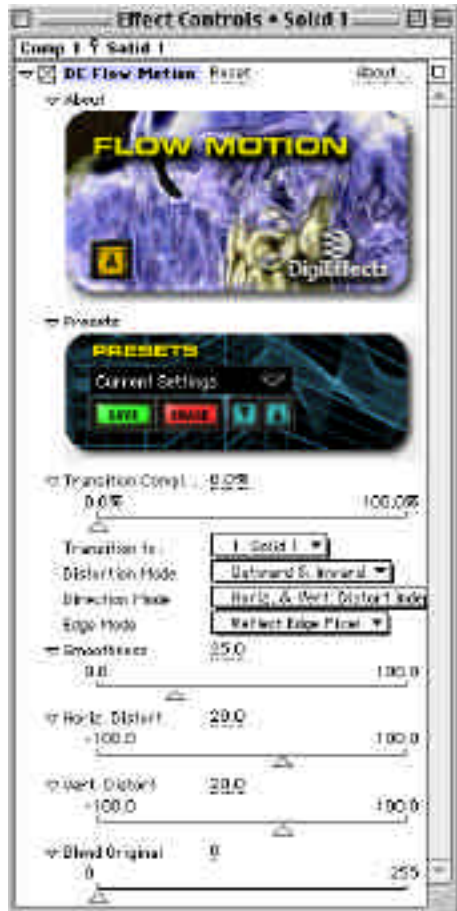 Effect Controls • Solid 1
Comp 1 Solid 1
DE Flow Motion Reset About...
About
FLOW MOTION
DigiEffects
Presets
PRESETS
Current Settings
SAVE ERASE
Transition Compl... 0.0%
0.0% 100.0%
Transition to: 1. Solid 1
Distortion Mode Outward & Inward
Direction Mode Horiz. & Vert. Distort Inde
Edge Mode Reflect Edge Pixel
Smoothness 25.0
0.0 100.0
Horiz. Distort 20.0
-100.0 100.0
Vert. Distort 20.0
-100.0 100.0
Blend Original 0
0 255